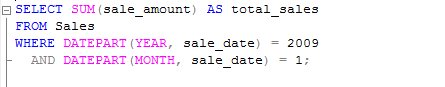 SELECT SUM(sale_amount) AS total_sales
FROM Sales
WHERE DATEPART(YEAR, sale_date) = 2009
AND DATEPART(MONTH, sale_date) = 1;